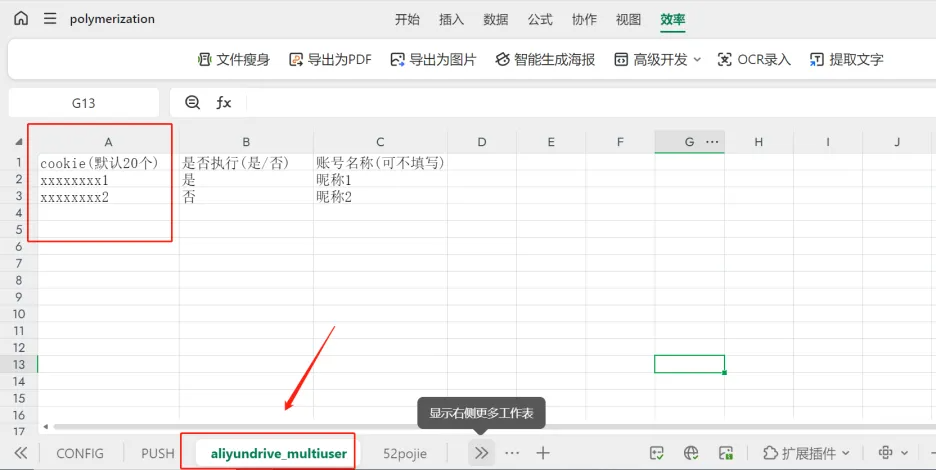 polymerization
开始 插入 数据 公式 协作 视图 效率
文件瘦身 导出为PDF 导出为图片 智能生成海报 高级开发 OCR录入 提取文字
G13 fx
A B C D E F G H I J
1 cookie(默认20个) 是否执行(是/否) 账号名称(可不填写)
2 xxxxxxxx1 是 昵称1
3 xxxxxxxx2 否 昵称2
4
5
6
7
8
9
10
11
12
13
14
15
16
17
显示右侧更多工作表
CONFIG PUSH aliyundrive_multiuser 52pojie 扩展插件